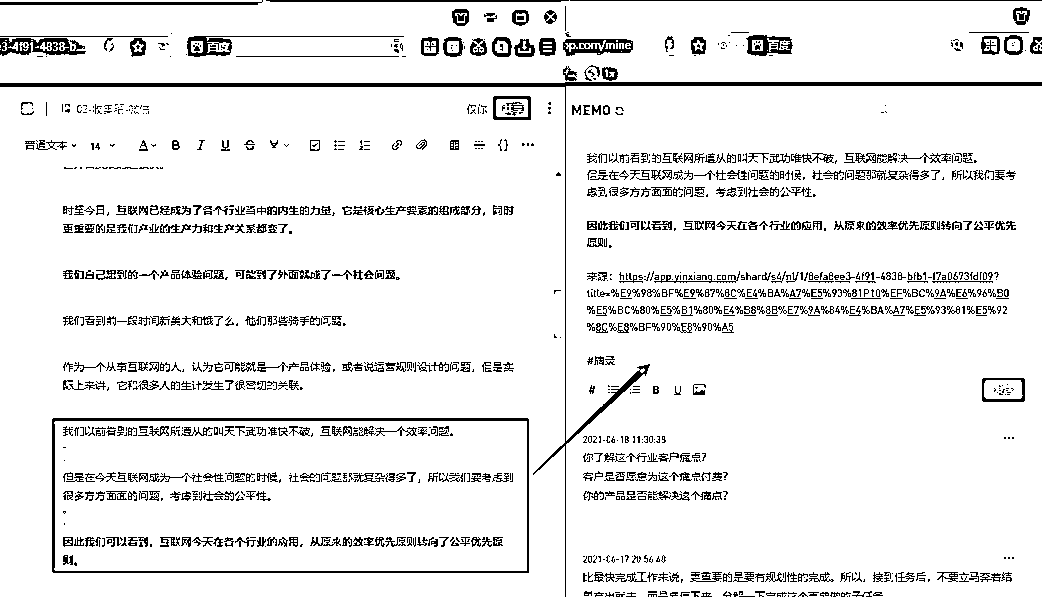 3-4f91-4838-b...
百度
03-收集箱-微信
仅你
普通文本
14
A
B
I
U
时至今日，互联网已经成为了各个行业当中的内生的力量，它是核心生产要素的组成部分，同时
更重要的是我们产业的生产力和生产关系都变了。
我们自己想到的一个产品体验问题，可能到了外面就成了一个社会问题。
我们看到前一段时间新美大和饿了么，他们那些骑手的问题。
作为一个从事互联网的人，认为它可能就是一个产品体验，或者说运营规则设计的问题，但是实
际上来讲，它和很多人的生计发生了很密切的关联。
我们以前看到的互联网所遵从的叫天下武功唯快不破，互联网能解决一个效率问题。
但是在今天互联网成为一个社会性问题的时候，社会的问题那就复杂得多了，所以我们要考虑到
很多方方面面的问题，考虑到社会的公平性。
因此我们可以看到，互联网今天在各个行业的应用，从原来的效率优先原则转向了公平优先原
则。
pp.com/mine
百度
MEMO
我们以前看到的互联网所遵从的叫天下武功唯快不破，互联网能解决一个效率问题。
但是在今天互联网成为一个社会性问题的时候，社会的问题那就复杂得多了，所以我们要考
虑到很多方方面面的问题，考虑到社会的公平性。
因此我们可以看到，互联网今天在各个行业的应用，从原来的效率优先原则转向了公平优先
原则。
来源：https://app.yinxiang.com/shard/s4/nl/1/8efa8ee3-4f91-4838-bfb1-f7a0673fdf09?
title=%E9%98%BF%E9%87%8C%E4%BA%A7%E5%93%81P10%EF%BC%9A%E6%96%B0
%E5%BC%80%E5%B1%80%E4%B8%8B%E7%9A%84%E4%BA%A7%E5%93%81%E5%92
%8C%E8%BF%90%E8%90%A5
#摘录
# B U
2021-06-18 11:30:38
你了解这个行业客户痛点？
客户是否愿意为这个痛点付费？
你的产品是否能解决这个痛点？
2021-06-17 20:56:48
比最快完成工作来说，更重要的是要有规划性的完成。所以，接到任务后，不要立马奔着结